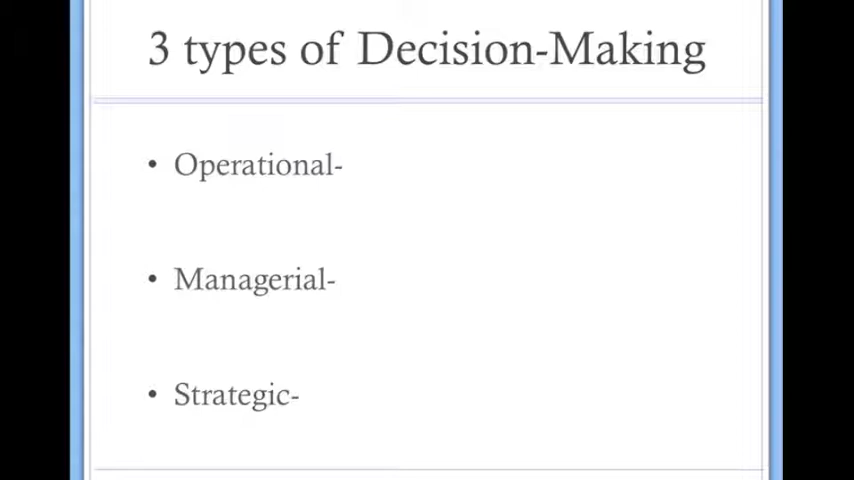 3 types of Decision-Making
• Operational-
• Managerial-
• Strategic-